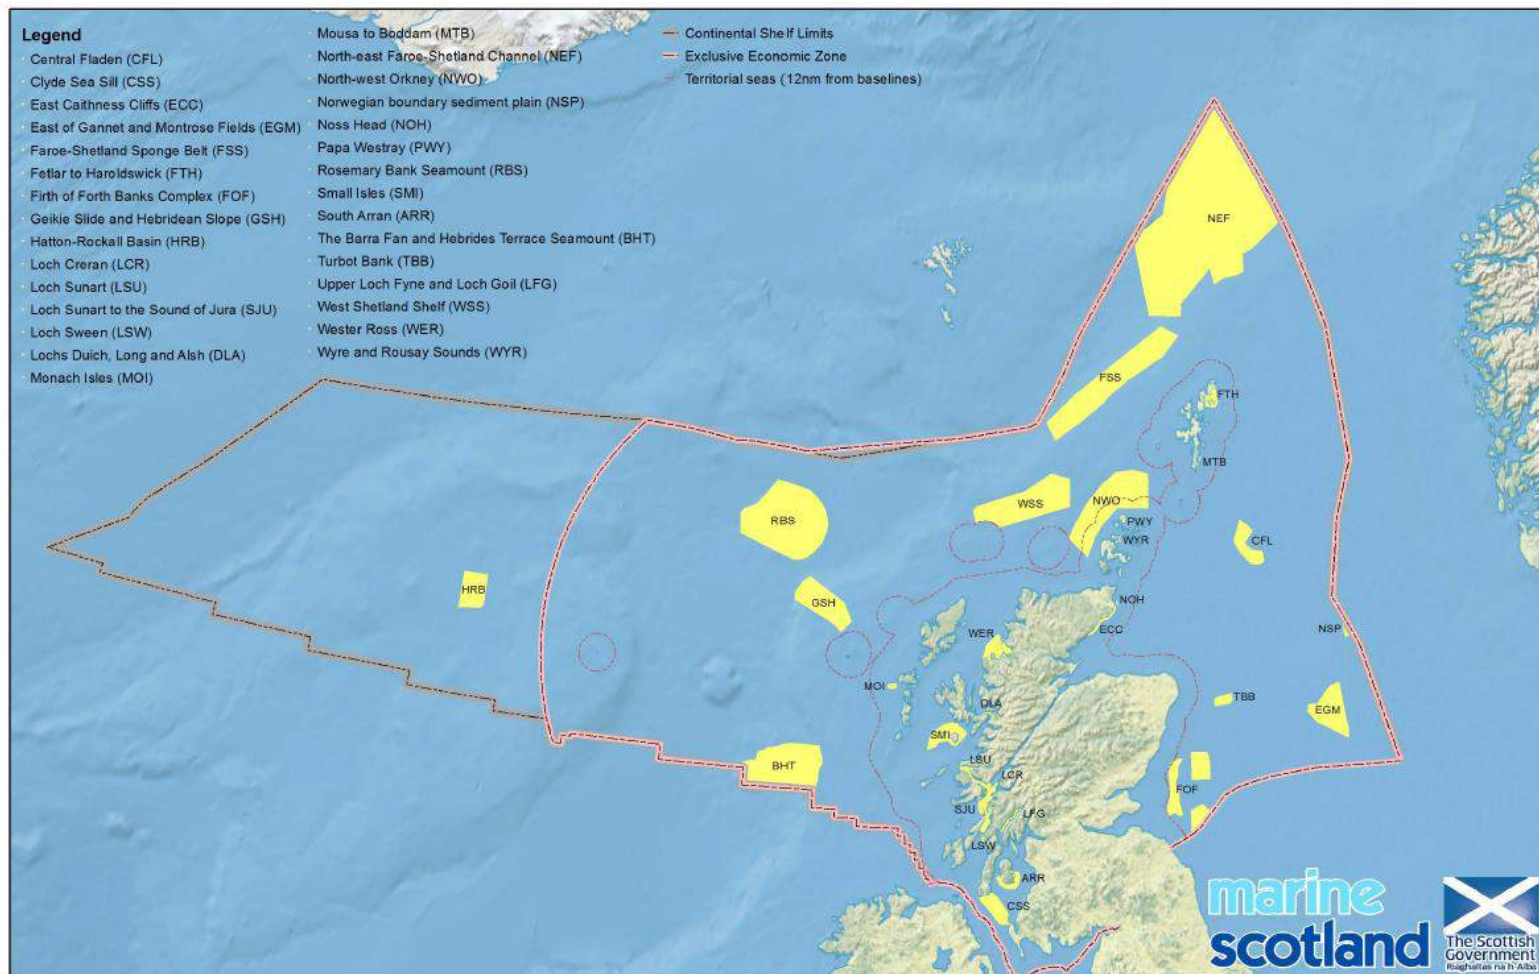 Legend
Central Fladen (CFL)
Clyde Sea Sill (CSS)
East Caithness Cliffs (ECC)
East of Gannet and Montrose Fields (EGM)
Faroe-Shetland Sponge Belt (FSS)
Fetlar to Haroldswick (FTH)
Firth of Forth Banks Complex (FOF)
Geikie Slide and Hebridean Slope (GSH)
Hatton-Rockall Basin (HRB)
Loch Creran (LCR)
Loch Sunart (LSU)
Loch Sunart to the Sound of Jura (SJU)
Loch Sween (LSW)
Lochs Duich, Long and Alsh (DLA)
Monach Isles (MOI)
Mousa to Boddam (MTB)
North-east Faroe-Shetland Channel (NEF)
North-west Orkney (NWO)
Norwegian boundary sediment plain (NSP)
Noss Head (NOH)
Papa Westray (PWY)
Rosemary Bank Seamount (RBS)
Small Isles (SMI)
South Arran (ARR)
The Barra Fan and Hebrides Terrace Seamount (BHT)
Turbot Bank (TBB)
Upper Loch Fyne and Loch Goil (LFG)
West Shetland Shelf (WSS)
Wester Ross (WER)
Wyre and Rousay Sounds (WYR)
Continental Shelf Limits
Exclusive Economic Zone
Territorial seas (12nm from baselines)
NEF
FSS
FTH
MTB
WSS
NWO
RBS
PWY
WYR
CFL
HRB
GSH
NOH
ECC
WER
NSP
MOI
DLA
TBB
EGM
SMI
BHT
LSU
LCR
FOF
SJU
LFG
LSW
ARR
CSS
marine
scotland
The Scottish
Government
Riaghaltas na h-Alba